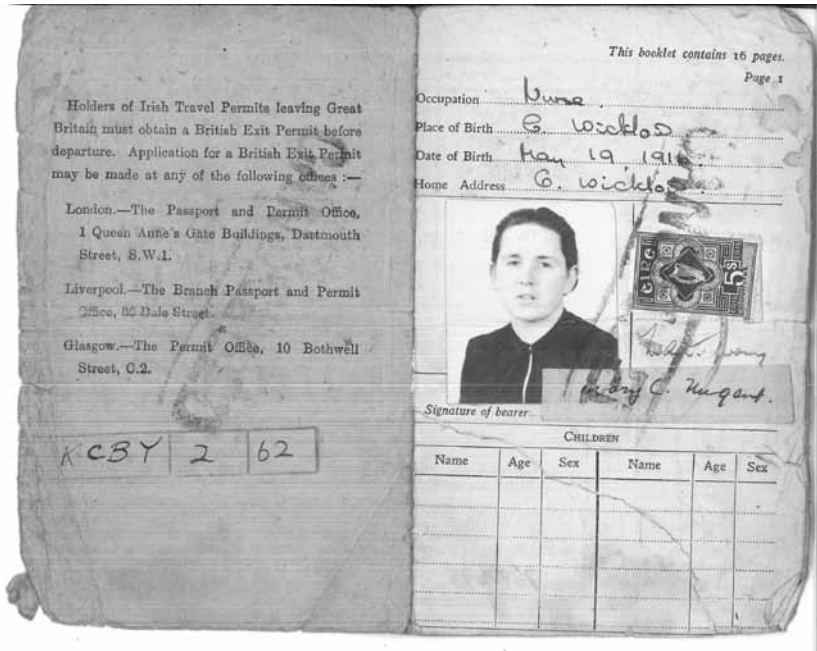 Holders of Irish Travel Permits leaving Great
Britain must obtain a British Exit Permit before
departure. Application for a British Exit Permit
may be made at any of the following offices :—
London.—The Passport and Permit Office,
1 Queen Anne's Gate Buildings, Dartmouth
Street, S.W.1.
Liverpool.—The Branch Passport and Permit
Office, 36 Dale Street.
Glasgow.—The Permit Office, 10 Bothwell
Street, C.2.
KCBY 2 62
This booklet contains 16 pages.
Page 1
Occupation Nurse
Place of Birth Co. Wicklow
Date of Birth May 19 191
Home Address Co. Wicklow
EIRE 5s
Mary C. Nugent.
Signature of bearer
CHILDREN
Name Age Sex Name Age Sex